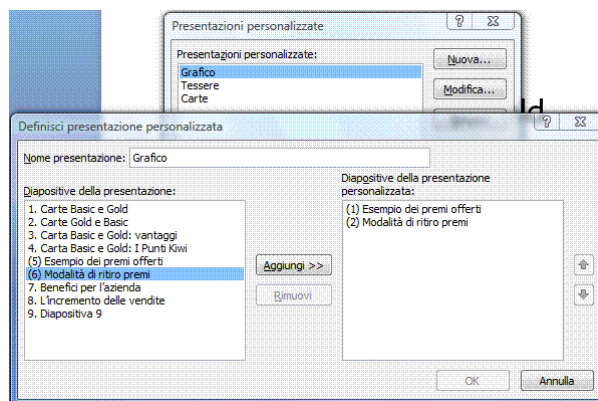 Presentazioni personalizzate
Presentazioni personalizzate:
Grafico
Tessere
Carte
Nuova...
Modifica...
ld
Definisci presentazione personalizzata
Nome presentazione: Grafico
Diapositive della presentazione:
1. Carte Basic e Gold
2. Carte Gold e Basic
3. Carta Basic e Gold: vantaggi
4. Carta Basic e Gold: I Punti Kiwi
(5) Esempio dei premi offerti
(6) Modalità di ritiro premi
7. Benefici per l'azienda
8. L'incremento delle vendite
9. Diapositiva 9
Aggiungi >>
Rimuovi
Diapositive della presentazione
personalizzata:
(1) Esempio dei premi offerti
(2) Modalità di ritiro premi
OK
Annulla